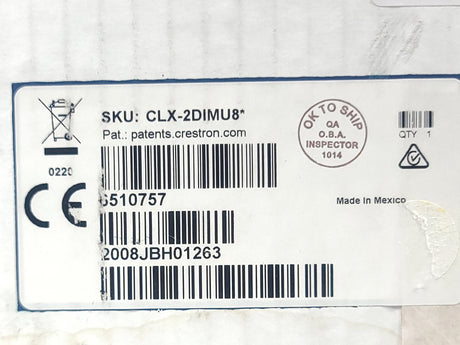 SKU: CLX-2DIMU8*
Pat.: patents.crestron.com
0220
CE
6510757
2008JBH01263
OK TO SHIP
QA
O.B.A.
INSPECTOR
1014
QTY 1
Made in Mexico